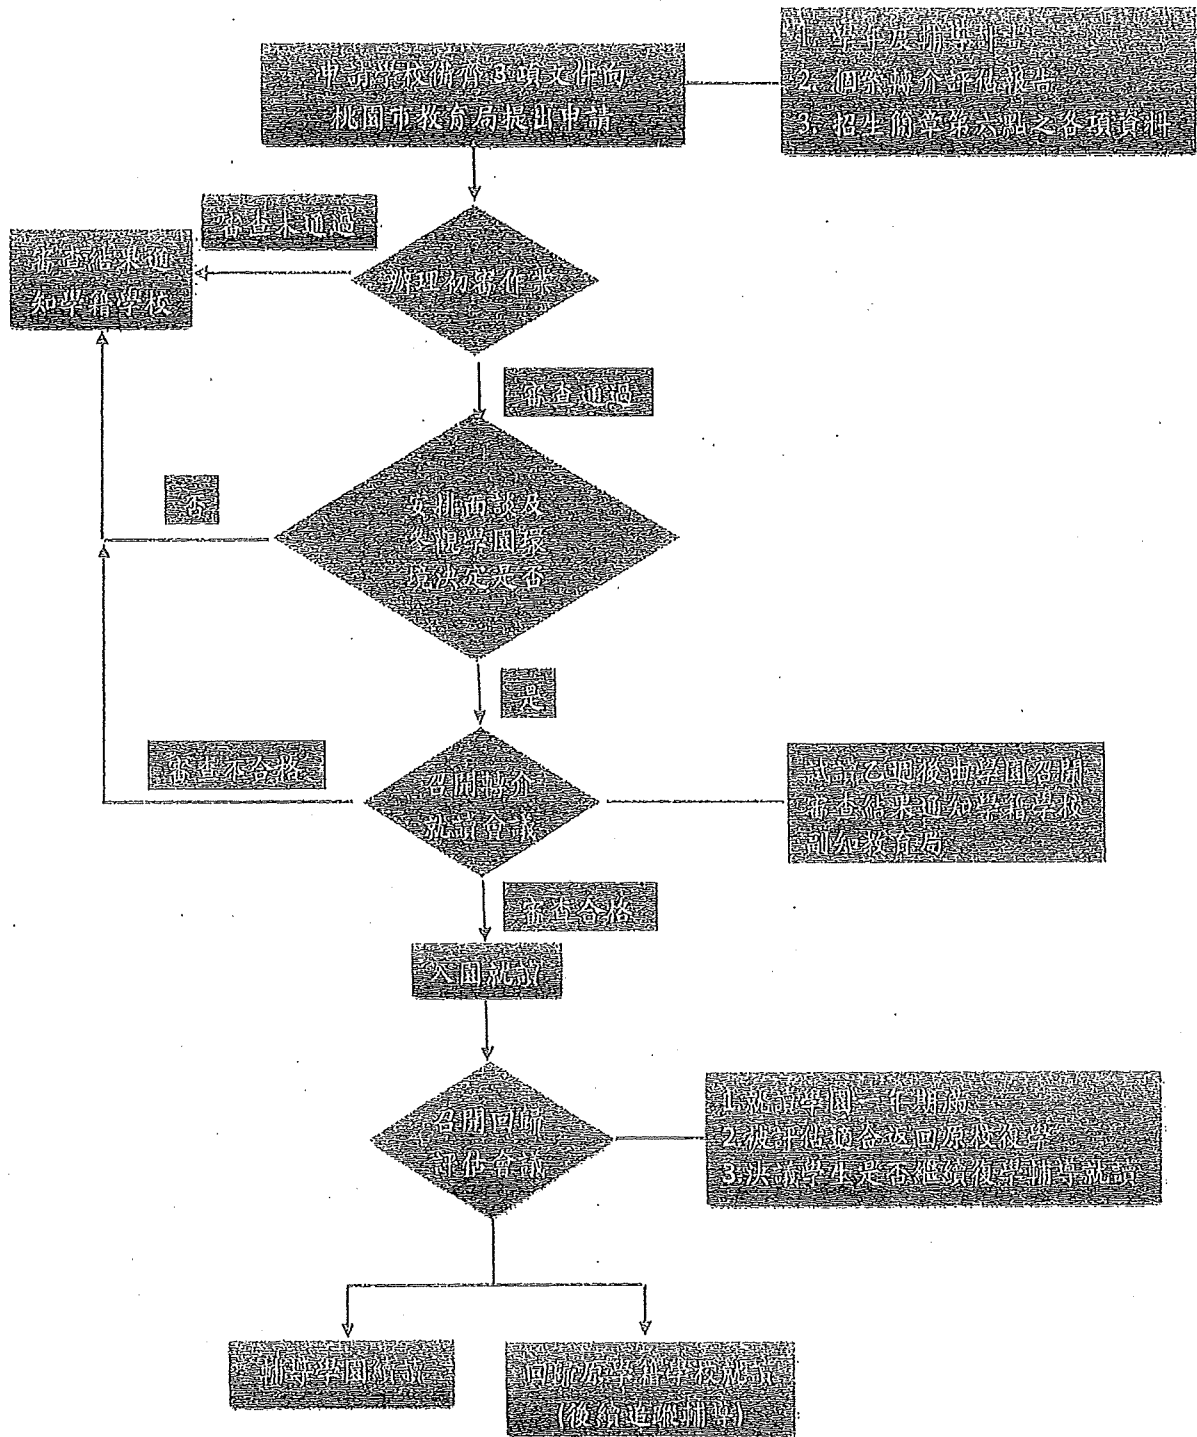 申請學校備齊3項文件向
桃園市教育局提出申請
1. 學年度輔導
2. 個案轉介評估報告
3. 招生簡章第六點之各項資料
審查未通過
審查結果通
知學籍學校
辦理初審作業
審查通過
否
安排面談及
參觀學園環
境決定是否
是
審查不合格
召開轉介
就讀會議
試讀乙週後由學園召開
審查結果通知學籍學校
副知教育局
審查合格
入園就讀
召開回歸
評估會議
1.就讀學園一年期滿
2.被評估適合返回原校復學
3.決議學生是否繼續復學輔導就讀
輔導學園續讀
回歸原學籍學校就讀
(後續追蹤輔導)